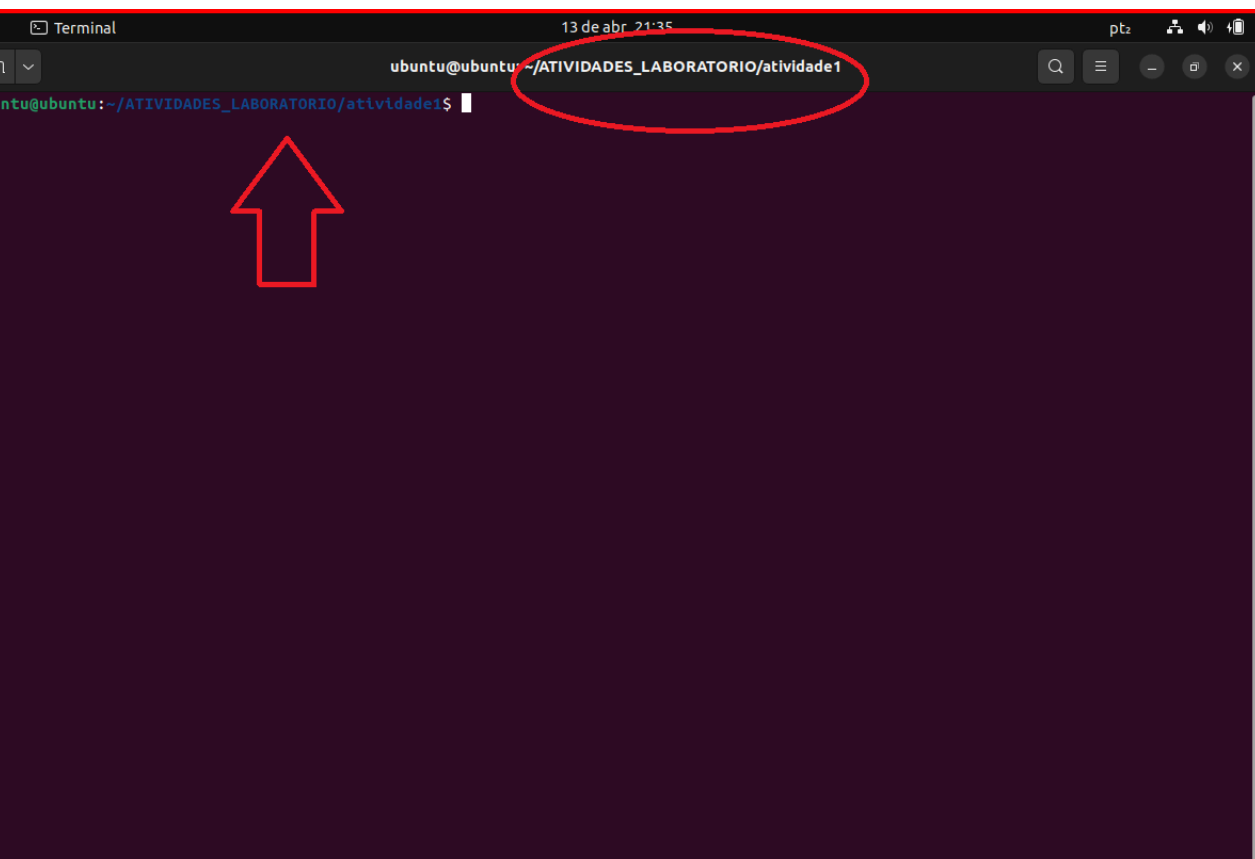 Terminal
13 de abr 21:35
pt₂
ubuntu@ubuntu: ~/ATIVIDADES_LABORATORIO/atividade1
ntu@ubuntu:~/ATIVIDADES_LABORATORIO/atividade1$